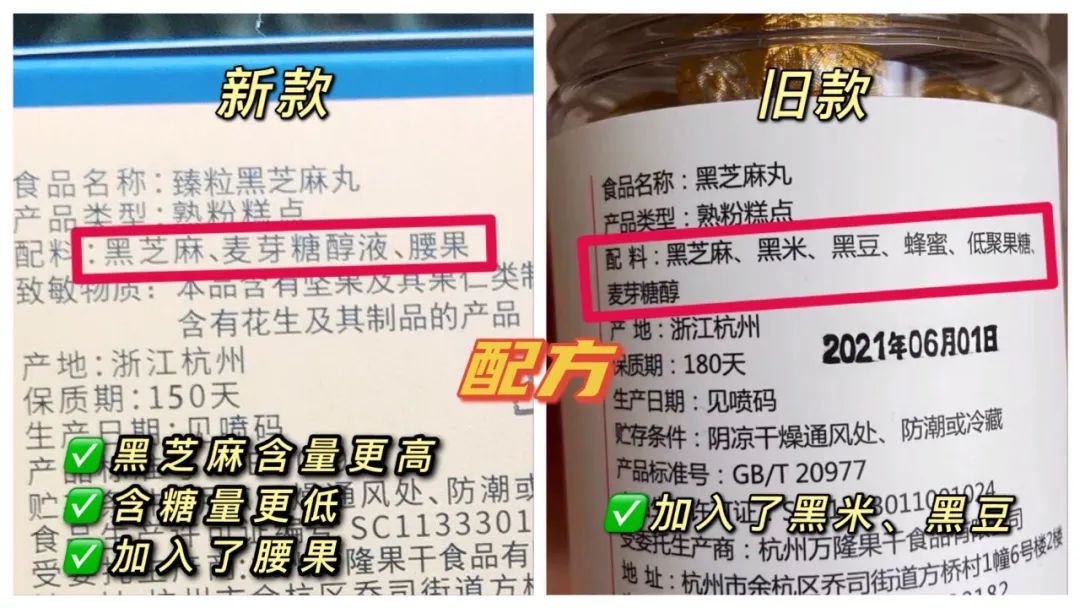 新款
食品名称：臻粒黑芝麻丸
产品类型：熟粉糕点
配料：黑芝麻、麦芽糖醇液、腰果
致敏物质：本品含有坚果及其果仁类制
含有花生及其制品的产品
产地：浙江杭州
保质期：150天
生产日期：见喷码
✅黑芝麻含量更高
✅含糖量更低
SC1133301
✅加入了腰果
配方
旧款
食品名称：黑芝麻丸
产品类型：熟粉糕点
配料：黑芝麻、黑米、黑豆、蜂蜜、低聚果糖、
麦芽糖醇
产地：浙江杭州
2021年06月01日
保质期：180天
生产日期：见喷码
贮存条件：阴凉干燥通风处、防潮或冷藏
产品标准号：GB/T 20977
✅加入了黑米、黑豆
受委托生产商：杭州万隆果干食品有限公司
地址：杭州市余杭区乔司街道方桥村1幢6号楼2楼